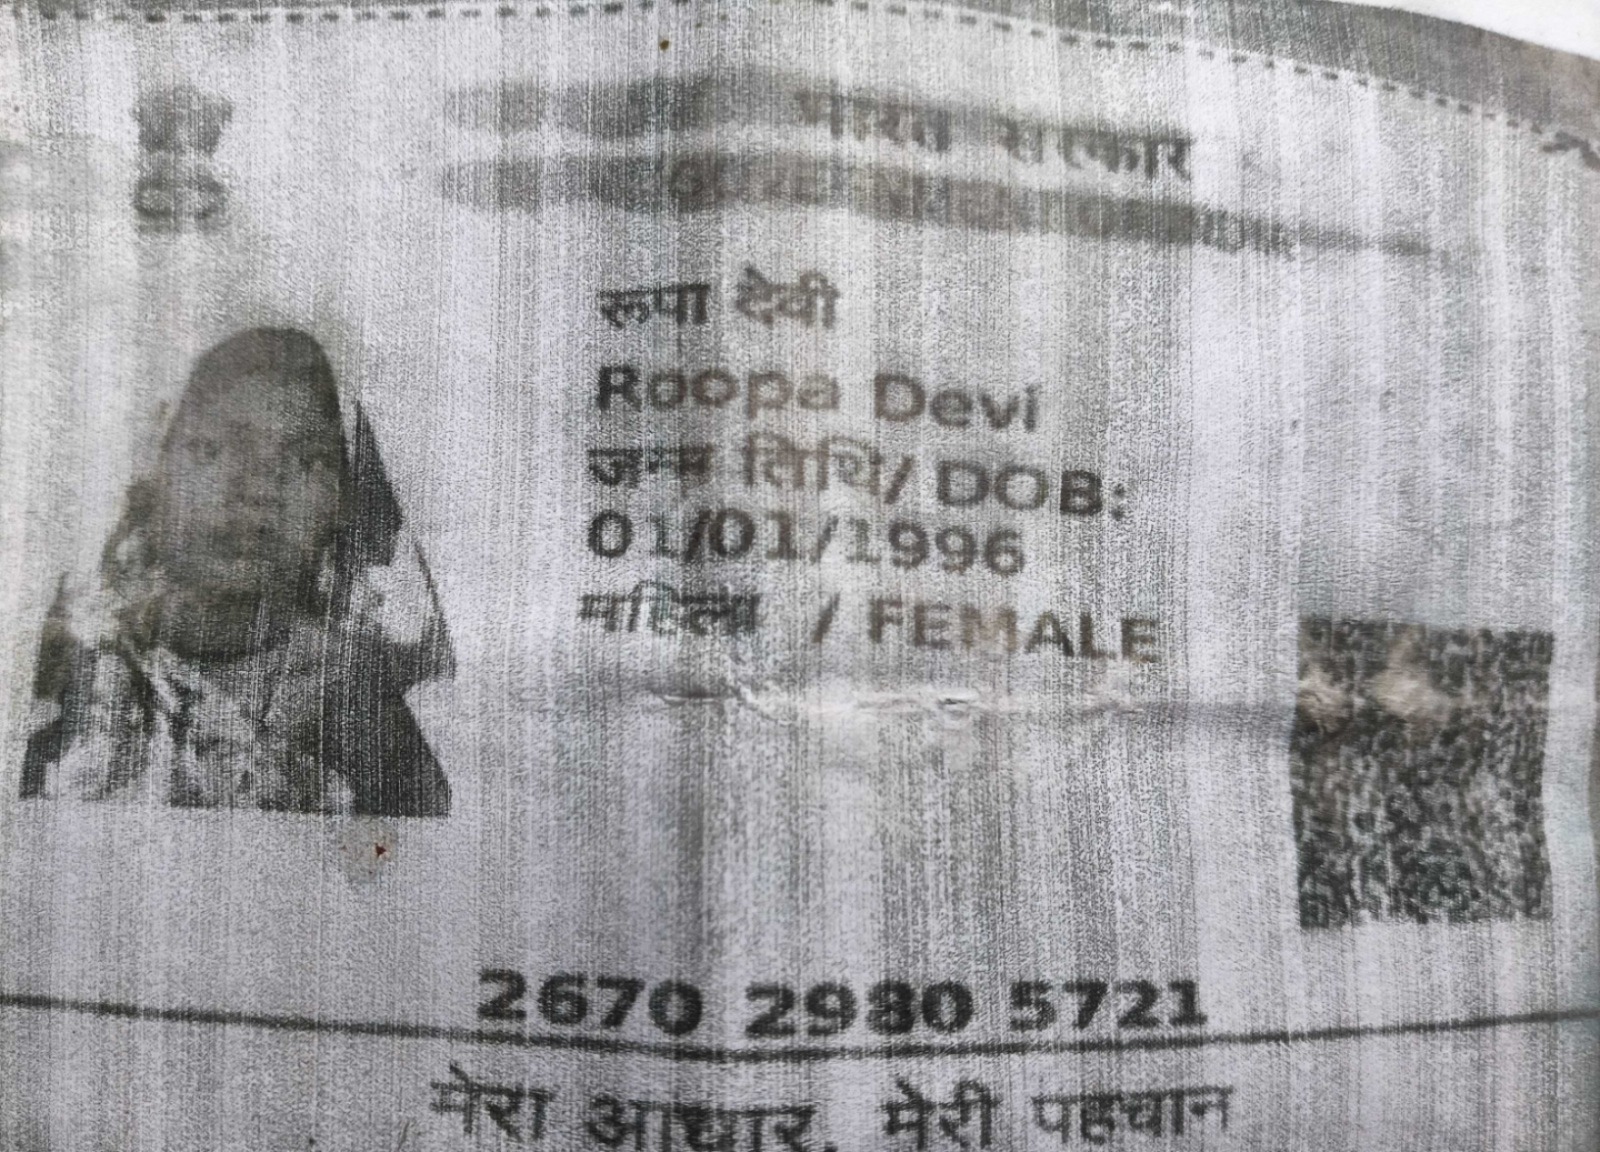 भारत सरकार
रूपा देवी
Roopa Devi
जन्म तिथि/ DOB:
01/01/1996
महिला / FEMALE
2670 2980 5721
मेरा आधार, मेरी पहचान